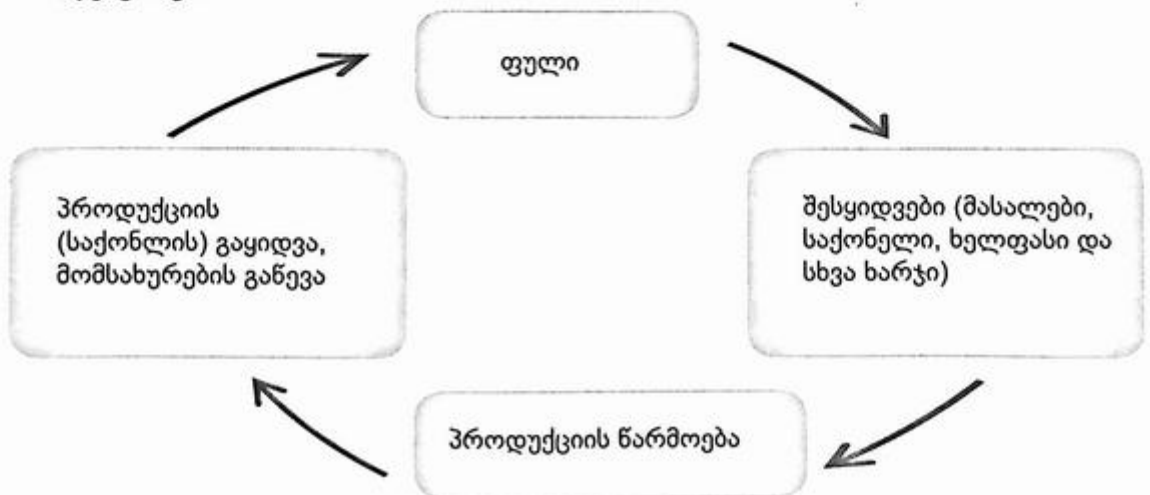 ფული
პროდუქციის
(საქონლის) გაყიდვა,
მომსახურების გაწევა
შესყიდვები (მასალები,
საქონელი, ხელფასი და
სხვა ხარჯი)
პროდუქციის წარმოება